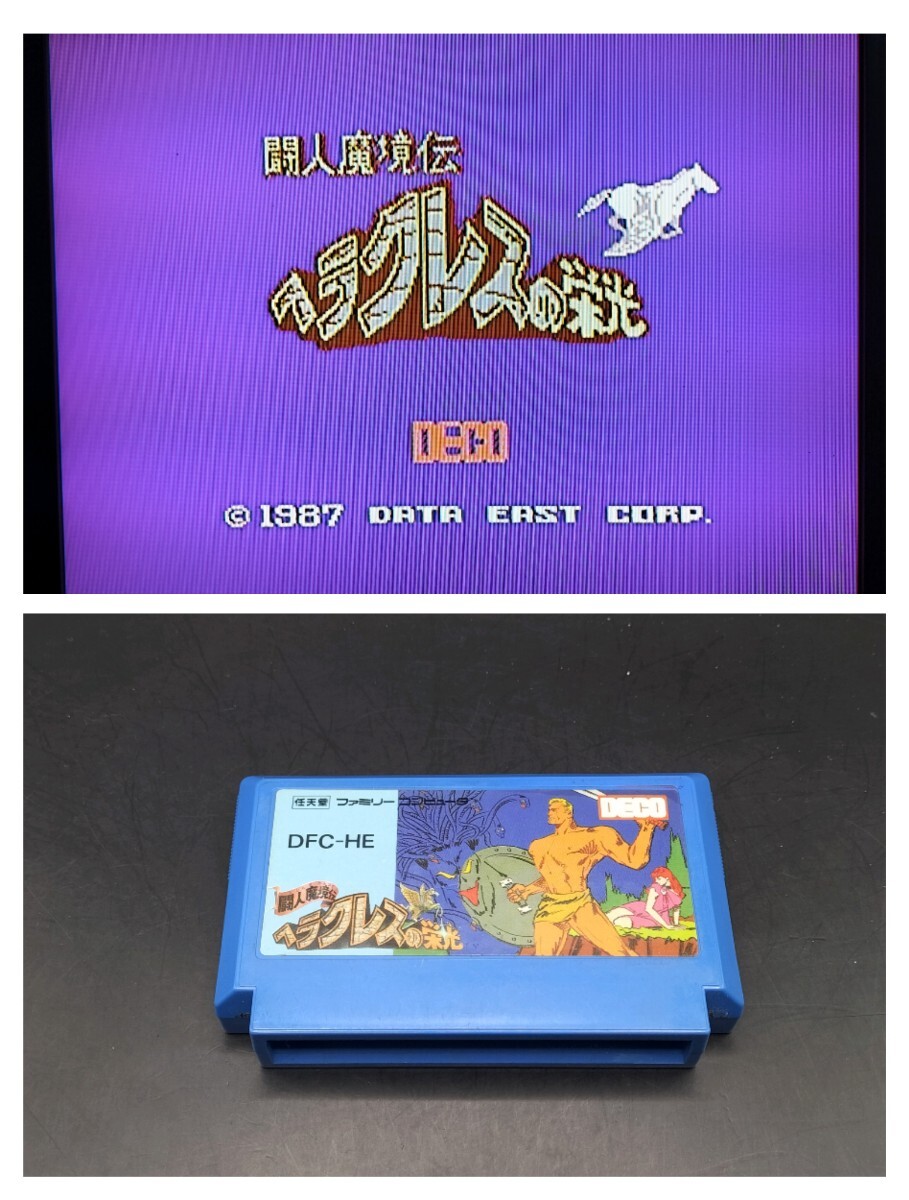 闘人魔境伝
ヘラクレスの栄光
DECO
© 1987 DATA EAST CORP.
任天堂 ファミリーコンピュータ
DECO
DFC-HE
闘人魔境伝
ヘラクレスの栄光